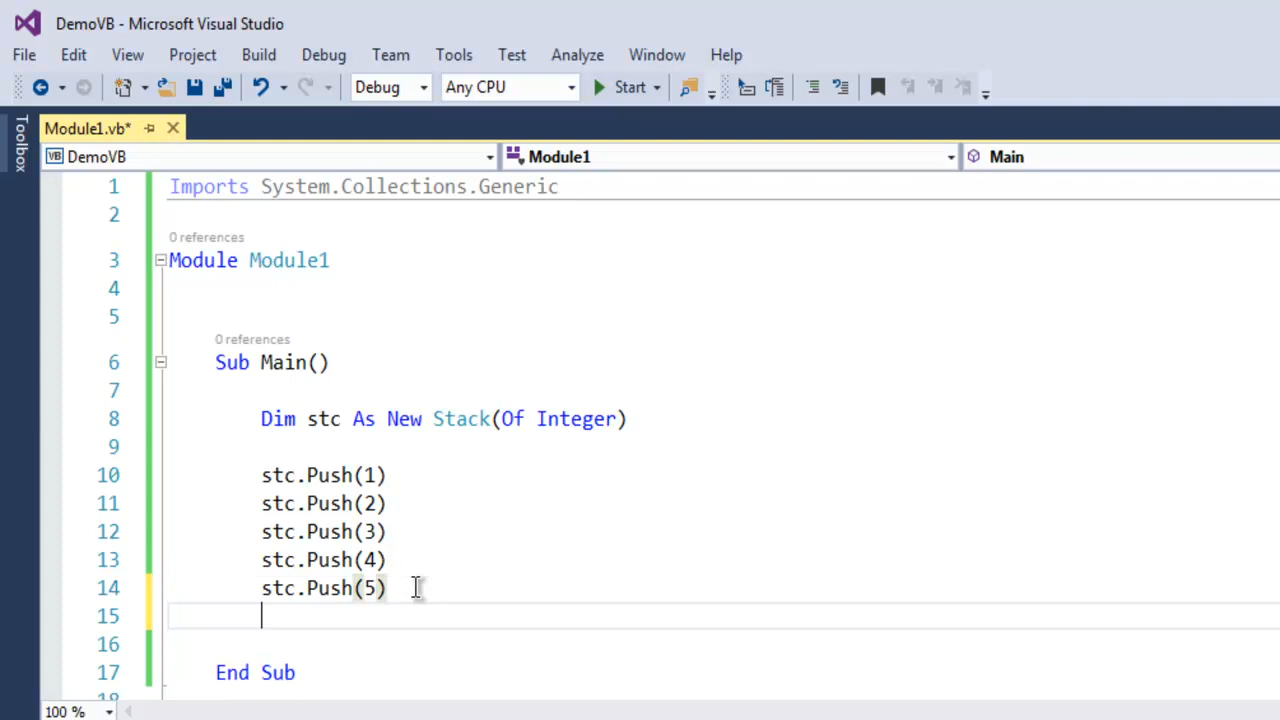 DemoVB - Microsoft Visual Studio
File Edit View Project Build Debug Team Tools Test Analyze Window Help
Debug Any CPU Start
Toolbox
Module1.vb*
VB DemoVB Module1 Main
1 Imports System.Collections.Generic
2
0 references
3 Module Module1
4
5
0 references
6 Sub Main()
7
8 Dim stc As New Stack(Of Integer)
9
10 stc.Push(1)
11 stc.Push(2)
12 stc.Push(3)
13 stc.Push(4)
14 stc.Push(5)
15
16
17 End Sub
18
100 %